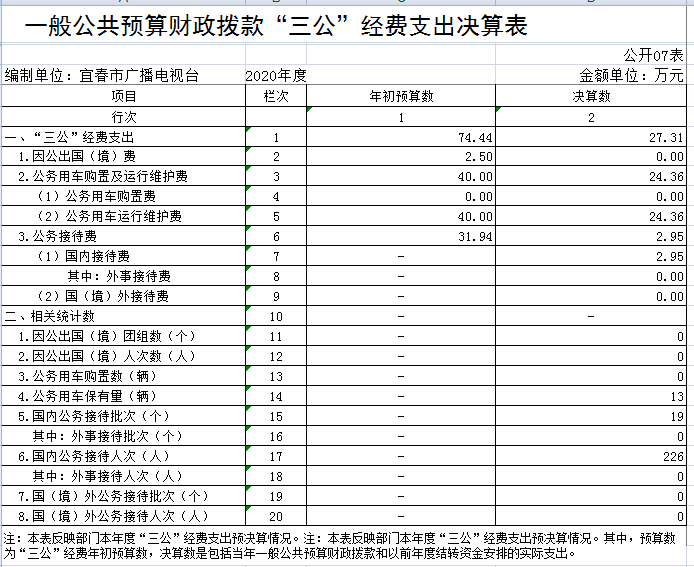 一般公共预算财政拨款“三公”经费支出决算表
公开07表
编制单位：宜春市广播电视台 2020年度 金额单位：万元
项目 栏次 年初预算数 决算数
行次 1 2
一、“三公”经费支出 1 74.44 27.31
1.因公出国（境）费 2 2.50 0.00
2.公务用车购置及运行维护费 3 40.00 24.36
（1）公务用车购置费 4 0.00 0.00
（2）公务用车运行维护费 5 40.00 24.36
3.公务接待费 6 31.94 2.95
（1）国内接待费 7 - 2.95
其中：外事接待费 8 - 0.00
（2）国（境）外接待费 9 - 0.00
二、相关统计数 10 - -
1.因公出国（境）团组数（个） 11 - 0
2.因公出国（境）人次数（人） 12 - 0
3.公务用车购置数（辆） 13 - 0
4.公务用车保有量（辆） 14 - 13
5.国内公务接待批次（个） 15 - 19
其中：外事接待批次（个） 16 - 0
6.国内公务接待人次（人） 17 - 226
其中：外事接待人次（人） 18 - 0
7.国（境）外公务接待批次（个） 19 - 0
8.国（境）外公务接待人次（人） 20 - 0
注：本表反映部门本年度“三公”经费支出预决算情况。注：本表反映部门本年度“三公”经费支出预决算情况。其中，预算数
为“三公”经费年初预算数，决算数是包括当年一般公共预算财政拨款和以前年度结转资金安排的实际支出。